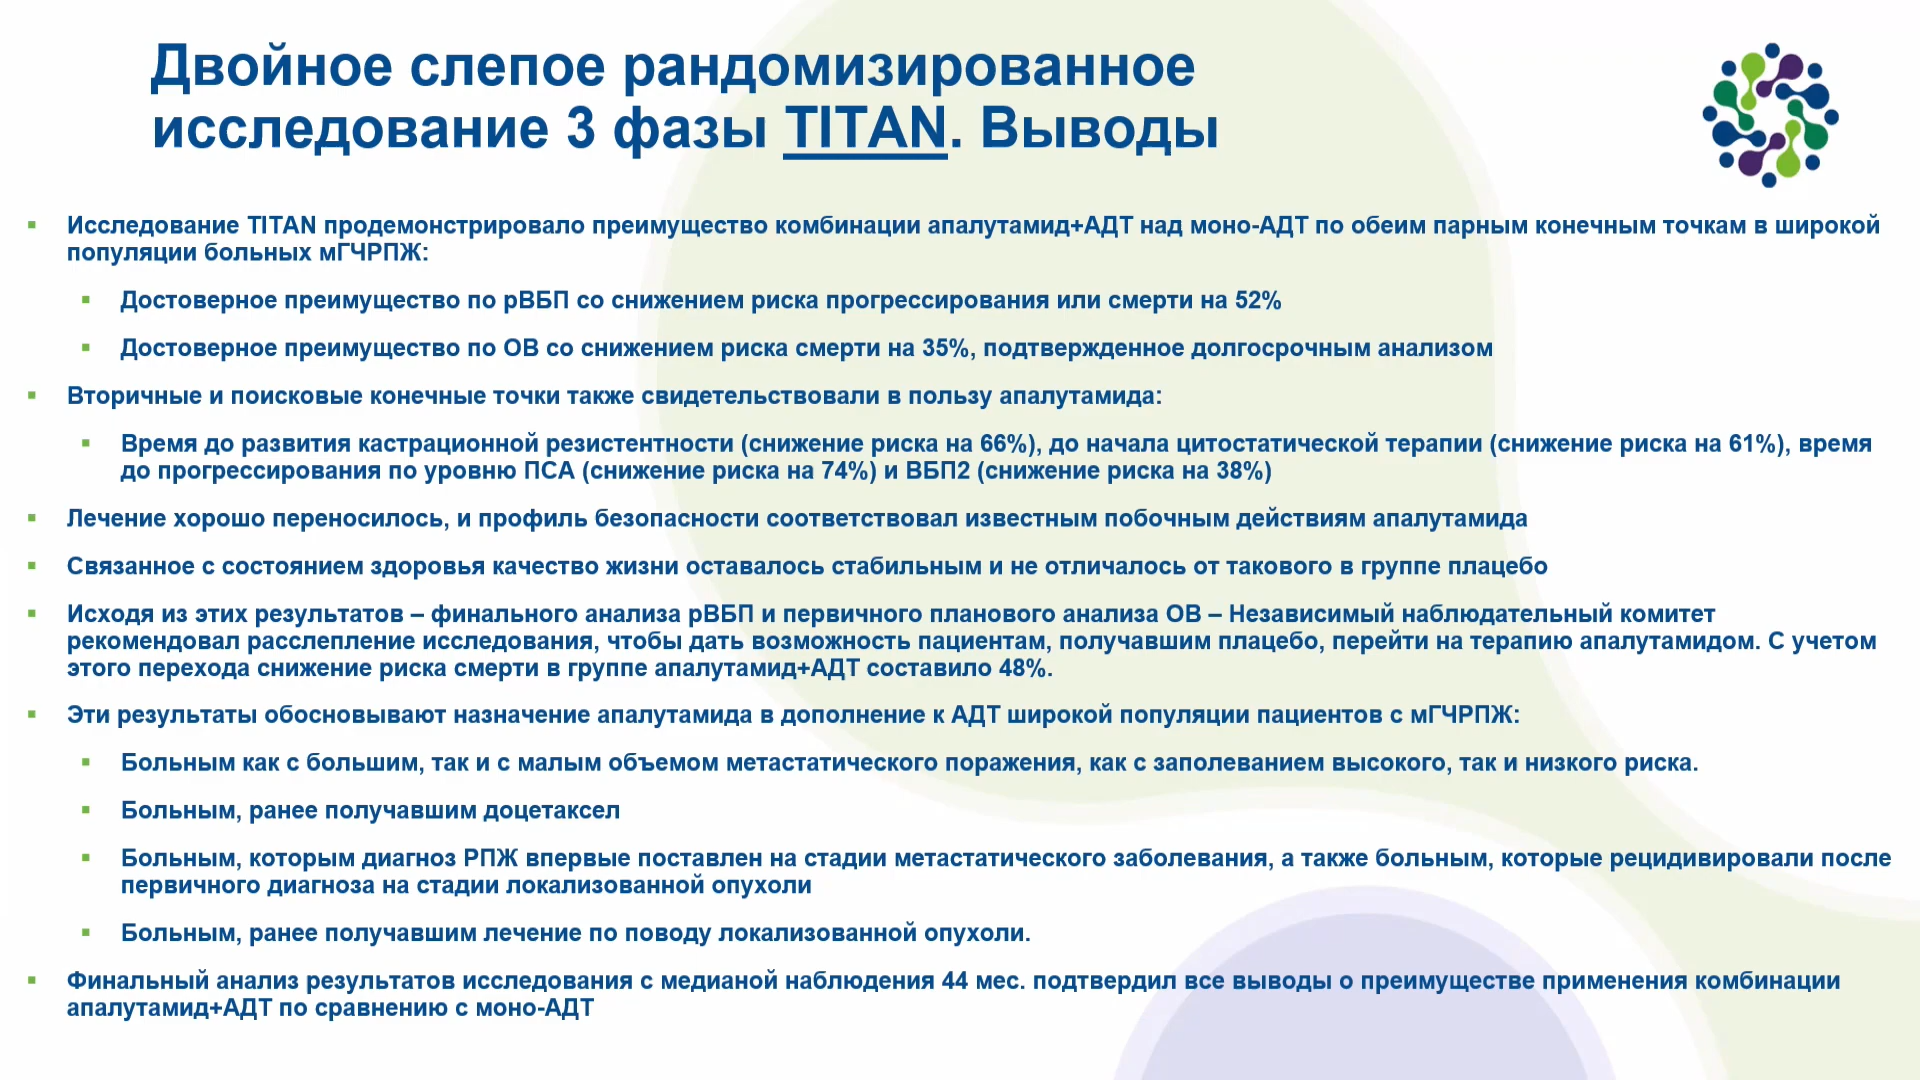 Двойное слепое рандомизированное
исследование 3 фазы TITAN. Выводы
▪ Исследование TITAN продемонстрировало преимущество комбинации апалутамид+АДТ над моно-АДТ по обеим парным конечным точкам в широкой
популяции больных мГЧРПЖ:
▪ Достоверное преимущество по рВБП со снижением риска прогрессирования или смерти на 52%
▪ Достоверное преимущество по ОВ со снижением риска смерти на 35%, подтвержденное долгосрочным анализом
▪ Вторичные и поисковые конечные точки также свидетельствовали в пользу апалутамида:
▪ Время до развития кастрационной резистентности (снижение риска на 66%), до начала цитостатической терапии (снижение риска на 61%), время
до прогрессирования по уровню ПСА (снижение риска на 74%) и ВБП2 (снижение риска на 38%)
▪ Лечение хорошо переносилось, и профиль безопасности соответствовал известным побочным действиям апалутамида
▪ Связанное с состоянием здоровья качество жизни оставалось стабильным и не отличалось от такового в группе плацебо
▪ Исходя из этих результатов – финального анализа рВБП и первичного планового анализа ОВ – Независимый наблюдательный комитет
рекомендовал расслепление исследования, чтобы дать возможность пациентам, получавшим плацебо, перейти на терапию апалутамидом. С учетом
этого перехода снижение риска смерти в группе апалутамид+АДТ составило 48%.
▪ Эти результаты обосновывают назначение апалутамида в дополнение к АДТ широкой популяции пациентов с мГЧРПЖ:
▪ Больным как с большим, так и с малым объемом метастатического поражения, как с заполеванием высокого, так и низкого риска.
▪ Больным, ранее получавшим доцетаксел
▪ Больным, которым диагноз РПЖ впервые поставлен на стадии метастатического заболевания, а также больным, которые рецидивировали после
первичного диагноза на стадии локализованной опухоли
▪ Больным, ранее получавшим лечение по поводу локализованной опухоли.
▪ Финальный анализ результатов исследования с медианой наблюдения 44 мес. подтвердил все выводы о преимуществе применения комбинации
апалутамид+АДТ по сравнению с моно-АДТ